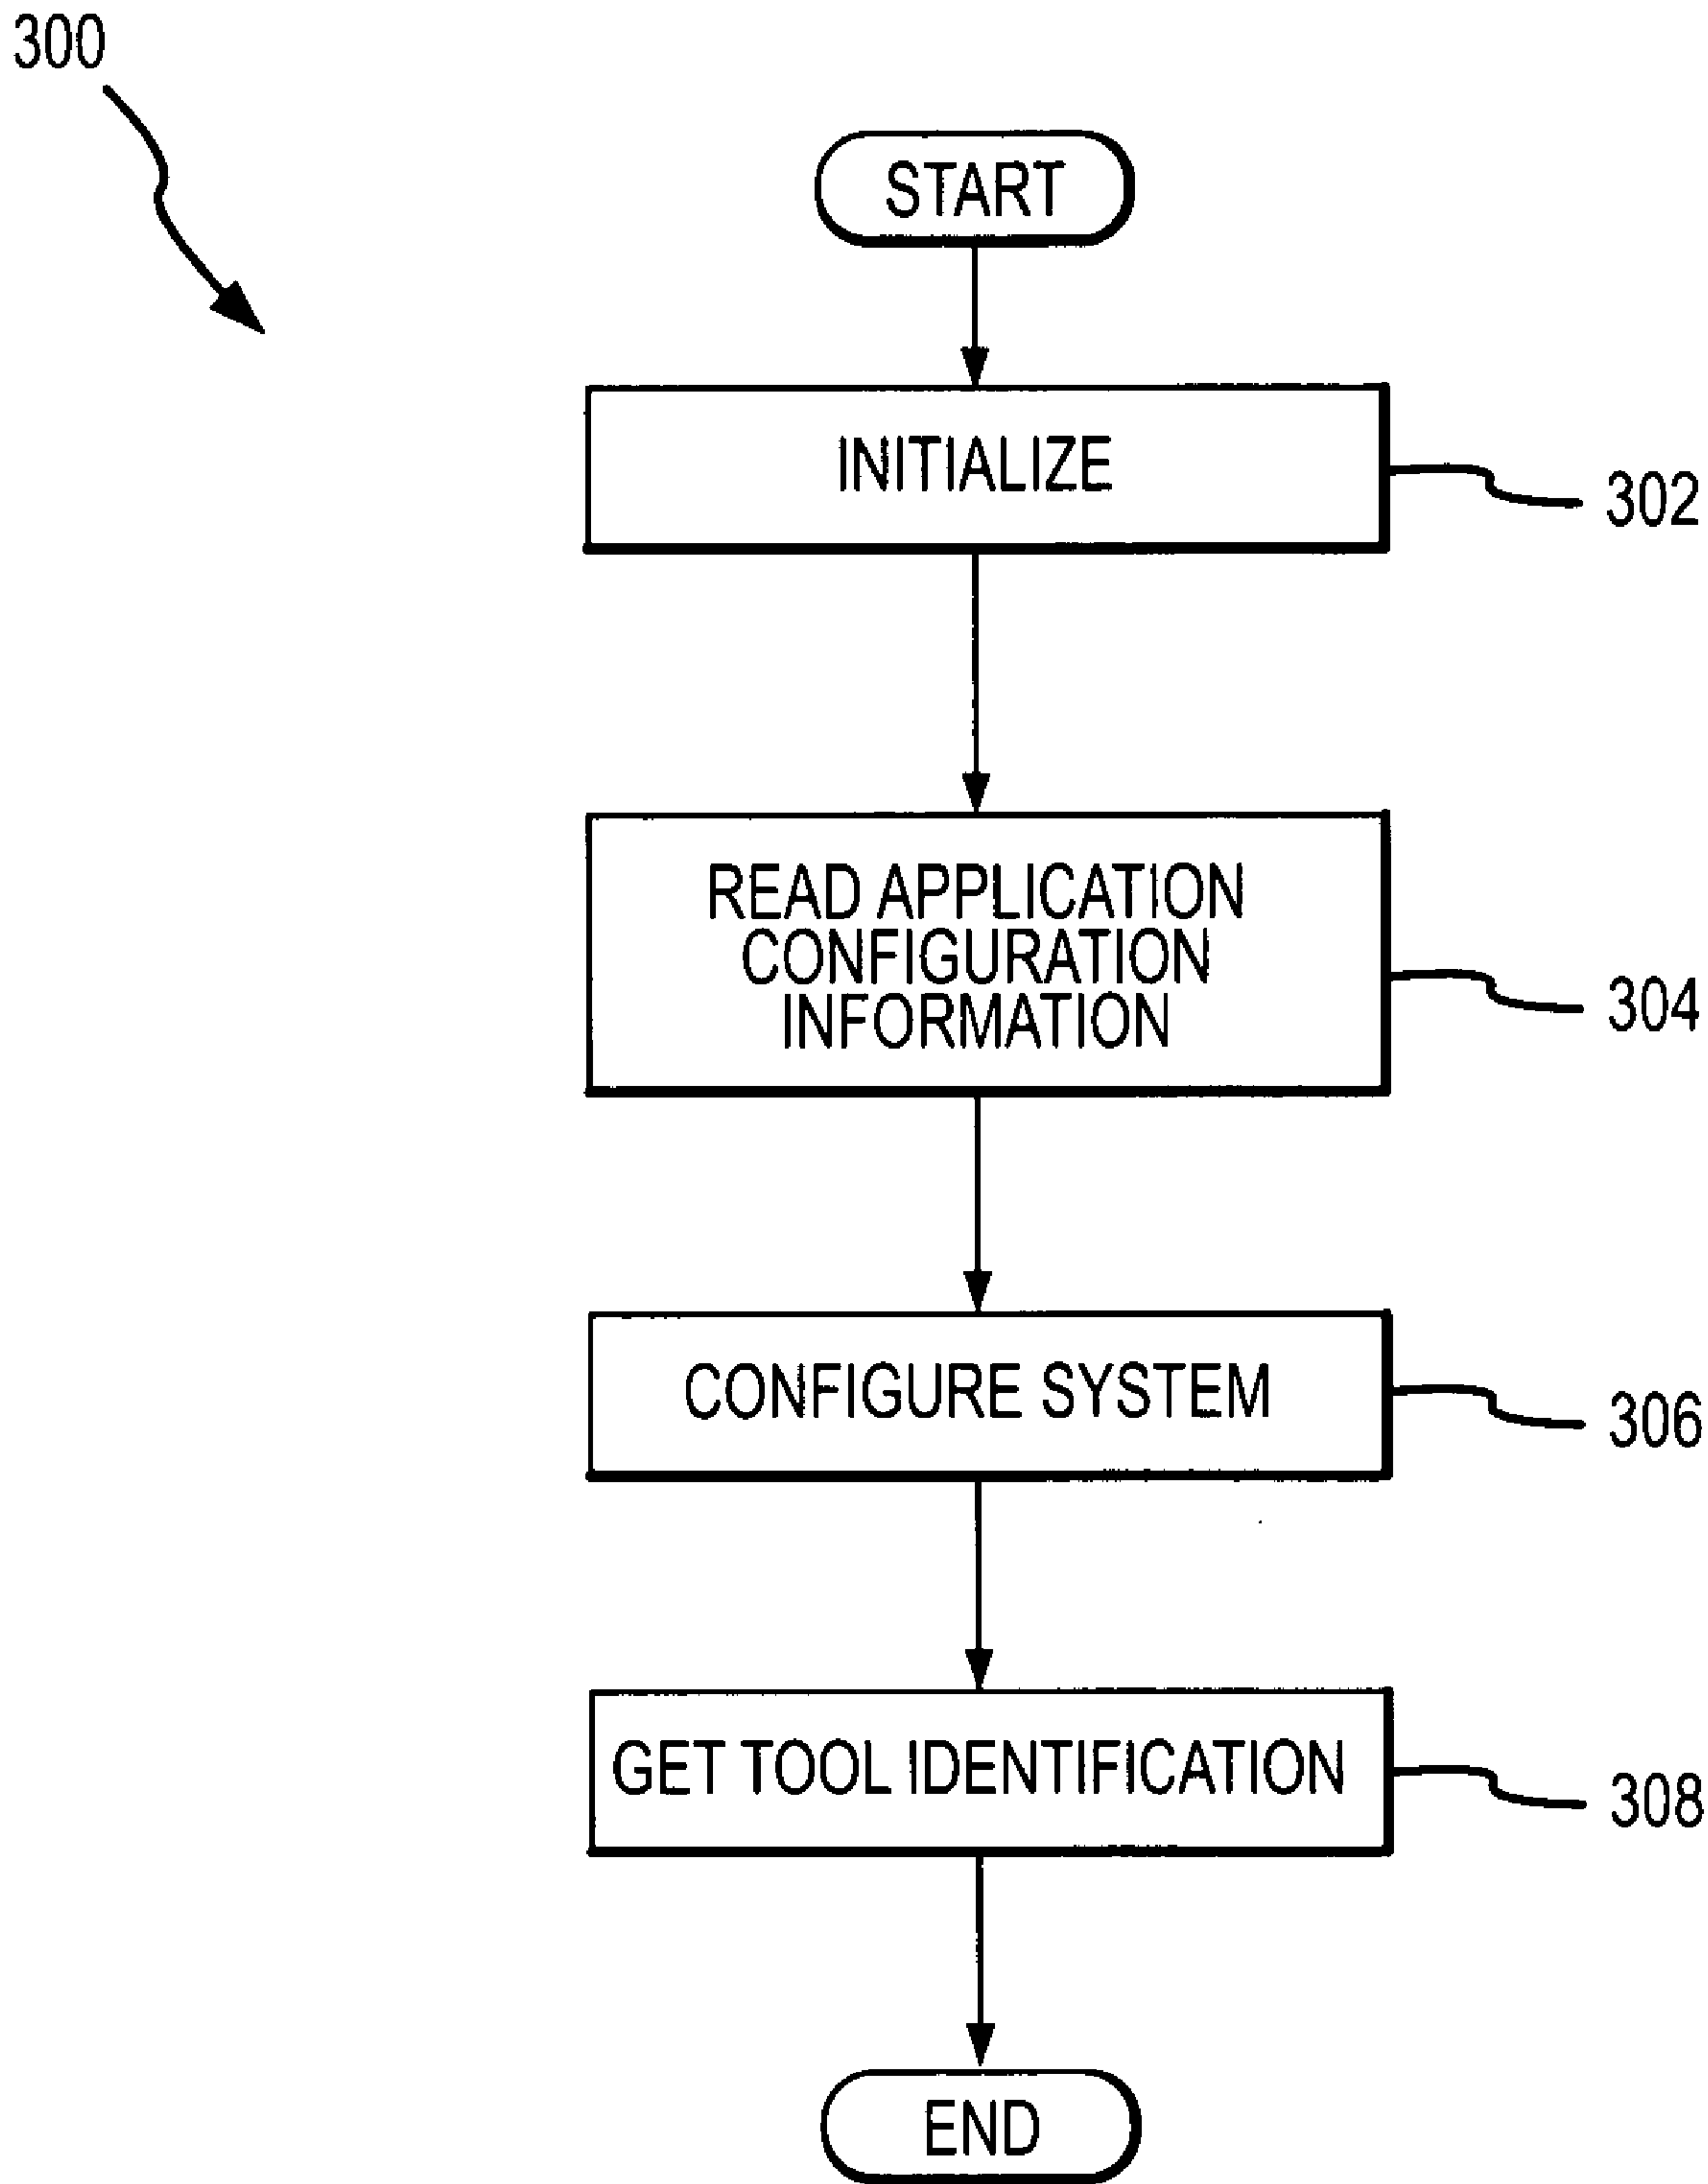 300
START
INITIALIZE
302
READ APPLICATION
CONFIGURATION
INFORMATION
304
CONFIGURE SYSTEM
306
GET TOOL IDENTIFICATION
308
END